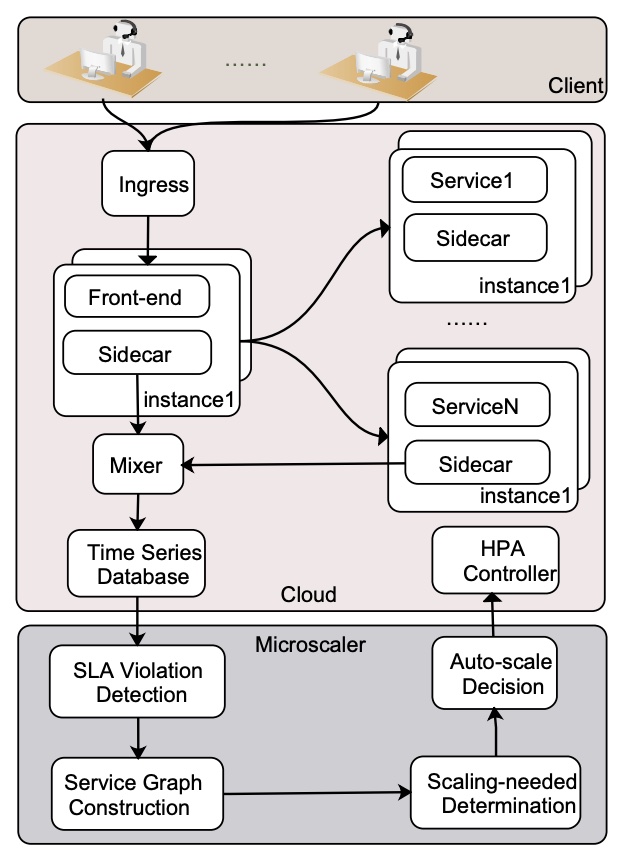 ......
Client
Ingress
Service1
Sidecar
instance1
......
Front-end
Sidecar
instance1
ServiceN
Sidecar
instance1
Mixer
Time Series
Database
HPA
Controller
Cloud
Microscaler
SLA Violation
Detection
Auto-scale
Decision
Service Graph
Construction
Scaling-needed
Determination